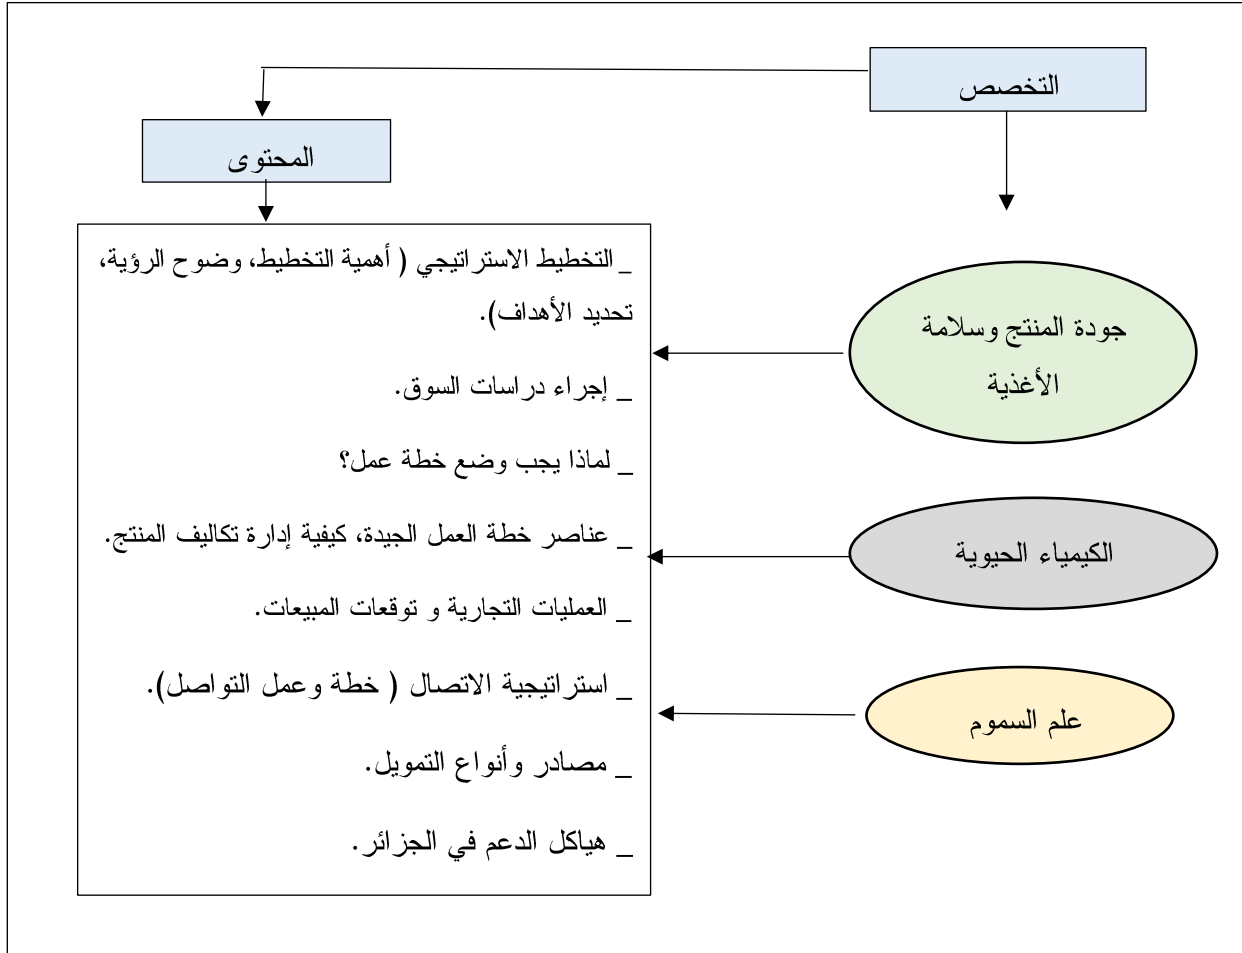 التخصص
المحتوى
_ التخطيط الاستراتيجي ( أهمية التخطيط، وضوح الرؤية،
تحديد الأهداف).
_ إجراء دراسات السوق.
_ لماذا يجب وضع خطة عمل؟
_ عناصر خطة العمل الجيدة، كيفية إدارة تكاليف المنتج.
_ العمليات التجارية و توقعات المبيعات.
_ استراتيجية الاتصال ( خطة وعمل التواصل).
_ مصادر وأنواع التمويل.
_ هياكل الدعم في الجزائر.
جودة المنتج وسلامة
الأغذية
الكيمياء الحيوية
علم السموم